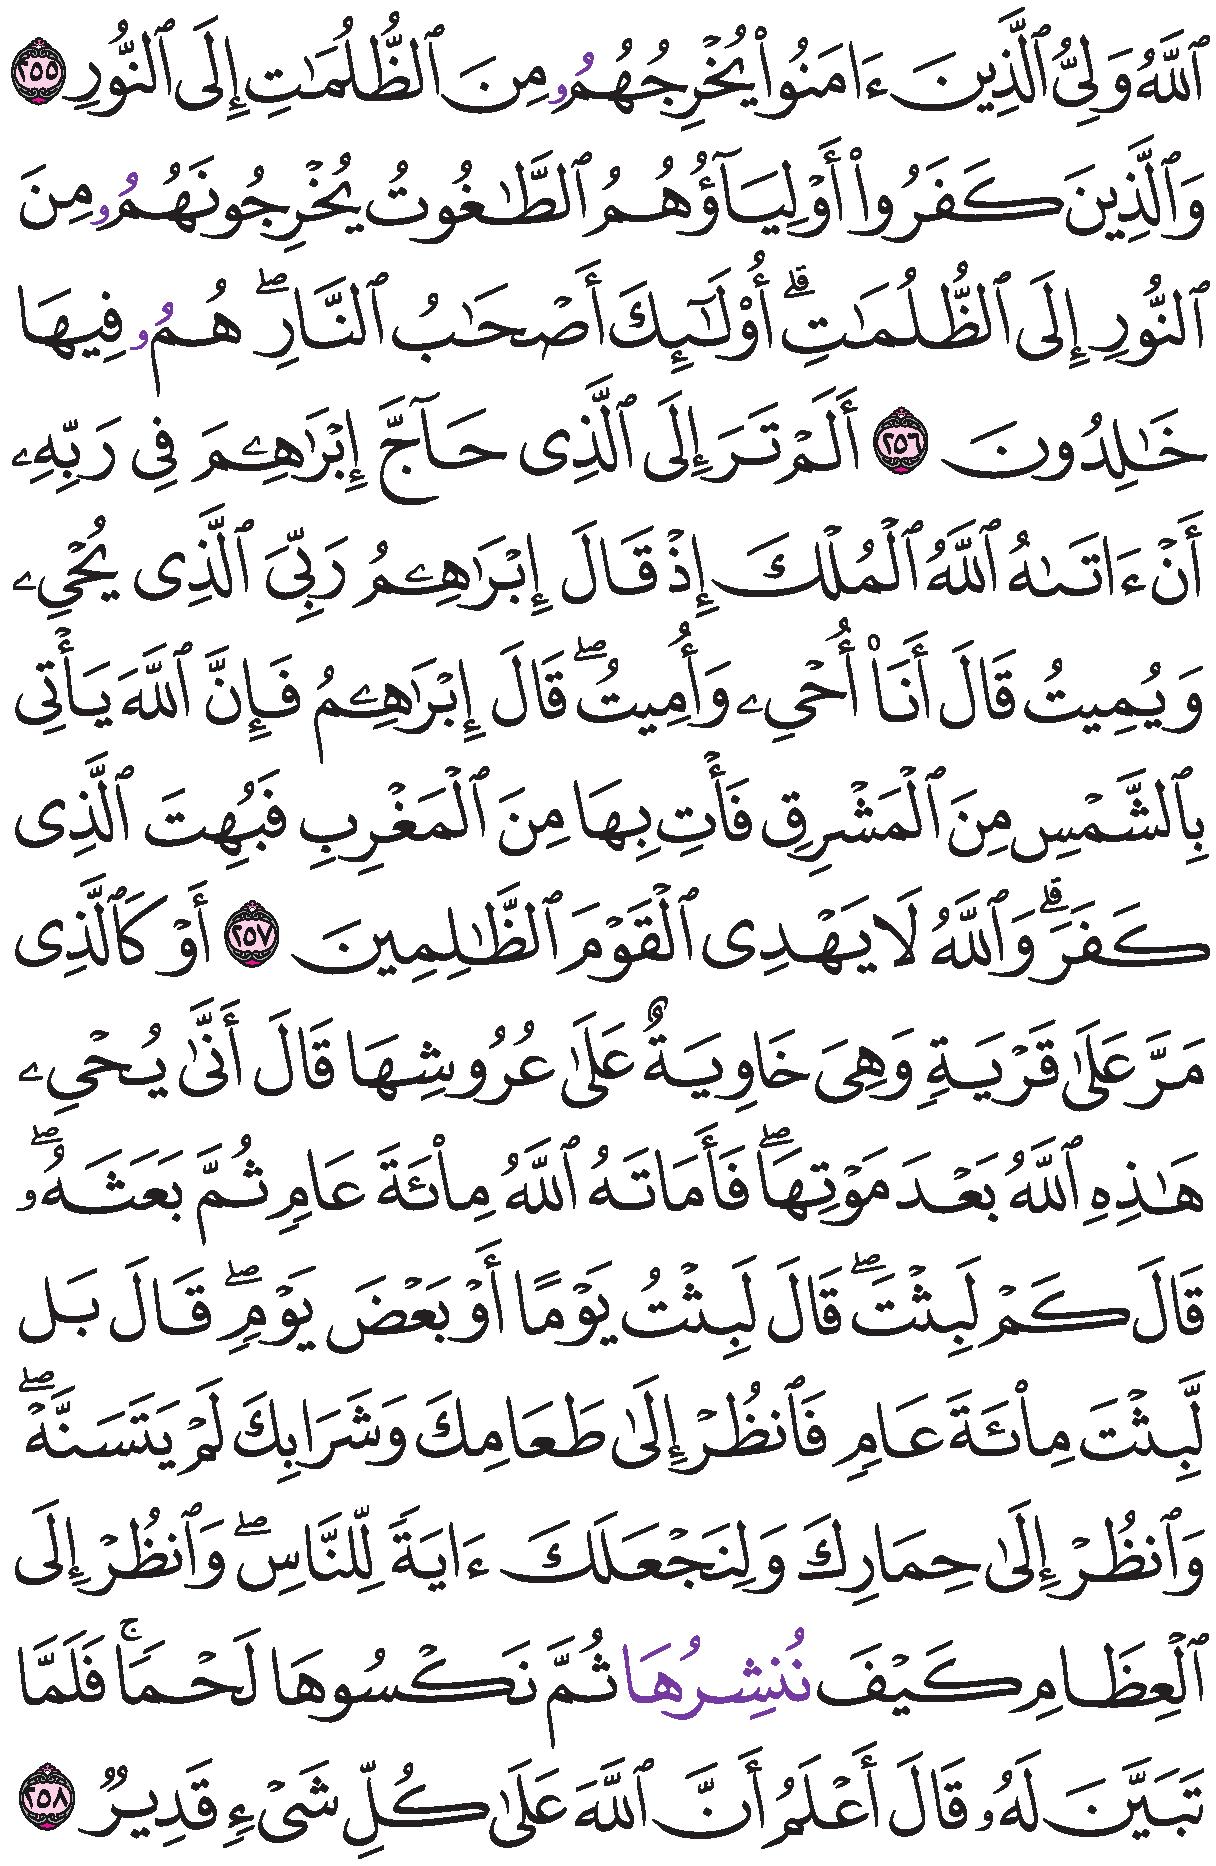 ٱللَّهُ وَلِىُّ ٱلَّذِينَ ءَامَنُوا۟ يُخْرِجُهُمُۥ مِنَ ٱلظُّلُمَٰتِ إِلَى ٱلنُّورِ ٢٥٥
وَٱلَّذِينَ كَفَرُوا۟ أَوْلِيَآؤُهُمُ ٱلطَّٰغُوتُ يُخْرِجُونَهُمُۥ مِنَ
ٱلنُّورِ إِلَى ٱلظُّلُمَٰتِ ۗ أُو۟لَٰٓئِكَ أَصْحَٰبُ ٱلنَّارِ ۖ هُمُۥ فِيهَا
خَٰلِدُونَ ٢٥٦ أَلَمْ تَرَ إِلَى ٱلَّذِى حَآجَّ إِبْرَٰهِـۧمَ فِى رَبِّهِۦ
أَنْ ءَاتَىٰهُ ٱللَّهُ ٱلْمُلْكَ إِذْ قَالَ إِبْرَٰهِـۧمُ رَبِّىَ ٱلَّذِى يُحْىِۦ
وَيُمِيتُ قَالَ أَنَا۠ أُحْىِۦ وَأُمِيتُ ۖ قَالَ إِبْرَٰهِـۧمُ فَإِنَّ ٱللَّهَ يَأْتِى
بِٱلشَّمْسِ مِنَ ٱلْمَشْرِقِ فَأْتِ بِهَا مِنَ ٱلْمَغْرِبِ فَبُهِتَ ٱلَّذِى
كَفَرَ ۗ وَٱللَّهُ لَا يَهْدِى ٱلْقَوْمَ ٱلظَّٰلِمِينَ ٢٥٧ أَوْ كَٱلَّذِى
مَرَّ عَلَىٰ قَرْيَةٍ وَهِىَ خَاوِيَةٌ عَلَىٰ عُرُوشِهَا قَالَ أَنَّىٰ يُحْىِۦ
هَٰذِهِ ٱللَّهُ بَعْدَ مَوْتِهَا ۖ فَأَمَاتَهُ ٱللَّهُ مِا۟ئَةَ عَامٍ ثُمَّ بَعَثَهُۥ ۖ
قَالَ كَمْ لَبِثْتَ ۖ قَالَ لَبِثْتُ يَوْمًا أَوْ بَعْضَ يَوْمٍ ۖ قَالَ بَل
لَّبِثْتَ مِا۟ئَةَ عَامٍ فَٱنظُرْ إِلَىٰ طَعَامِكَ وَشَرَابِكَ لَمْ يَتَسَنَّهْ ۖ
وَٱنظُرْ إِلَىٰ حِمَارِكَ وَلِنَجْعَلَكَ ءَايَةً لِّلنَّاسِ ۖ وَٱنظُرْ إِلَى
ٱلْعِظَامِ كَيْفَ نُنشِرُهَا ثُمَّ نَكْسُوهَا لَحْمًا ۚ فَلَمَّا
تَبَيَّنَ لَهُۥ قَالَ أَعْلَمُ أَنَّ ٱللَّهَ عَلَىٰ كُلِّ شَىْءٍ قَدِيرٌ ٢٥٨